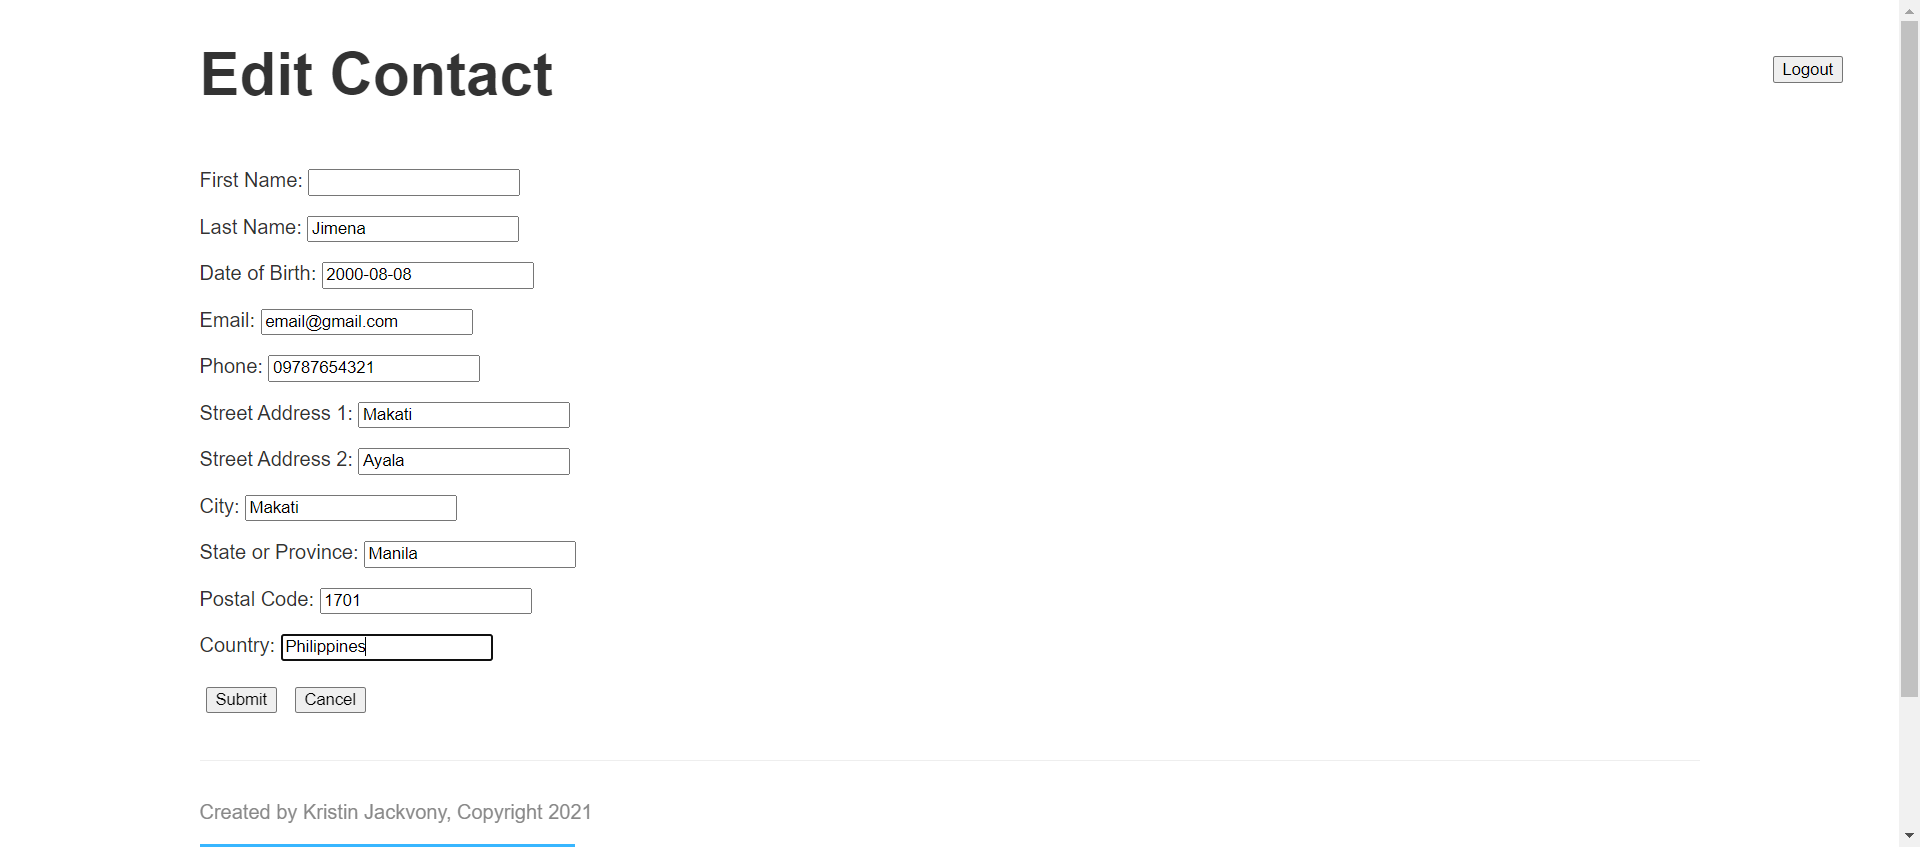 Edit Contact
Logout
First Name:
Last Name: Jimena
Date of Birth: 2000-08-08
Email: email@gmail.com
Phone: 09787654321
Street Address 1: Makati
Street Address 2: Ayala
City: Makati
State or Province: Manila
Postal Code: 1701
Country: Philippines
Submit Cancel
Created by Kristin Jackvony, Copyright 2021